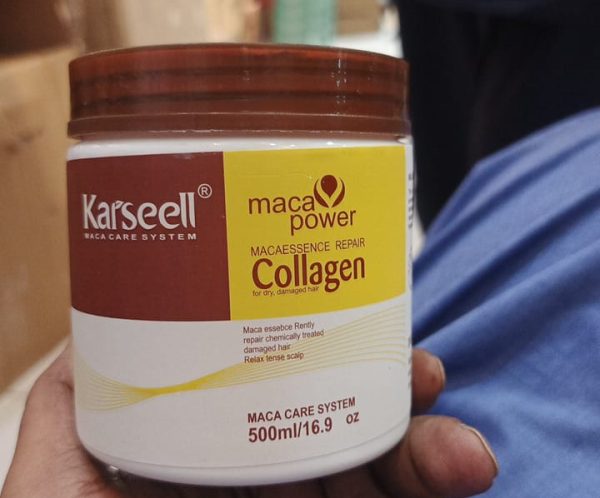 Karseell®
MACA CARE SYSTEM
maca
power
MACAESSENCE REPAIR
Collagen
for dry, damaged hair
Maca essebce Rently
repair chemically treated
damaged hair
Relax tense scalp
MACA CARE SYSTEM
500ml/16.9 oz